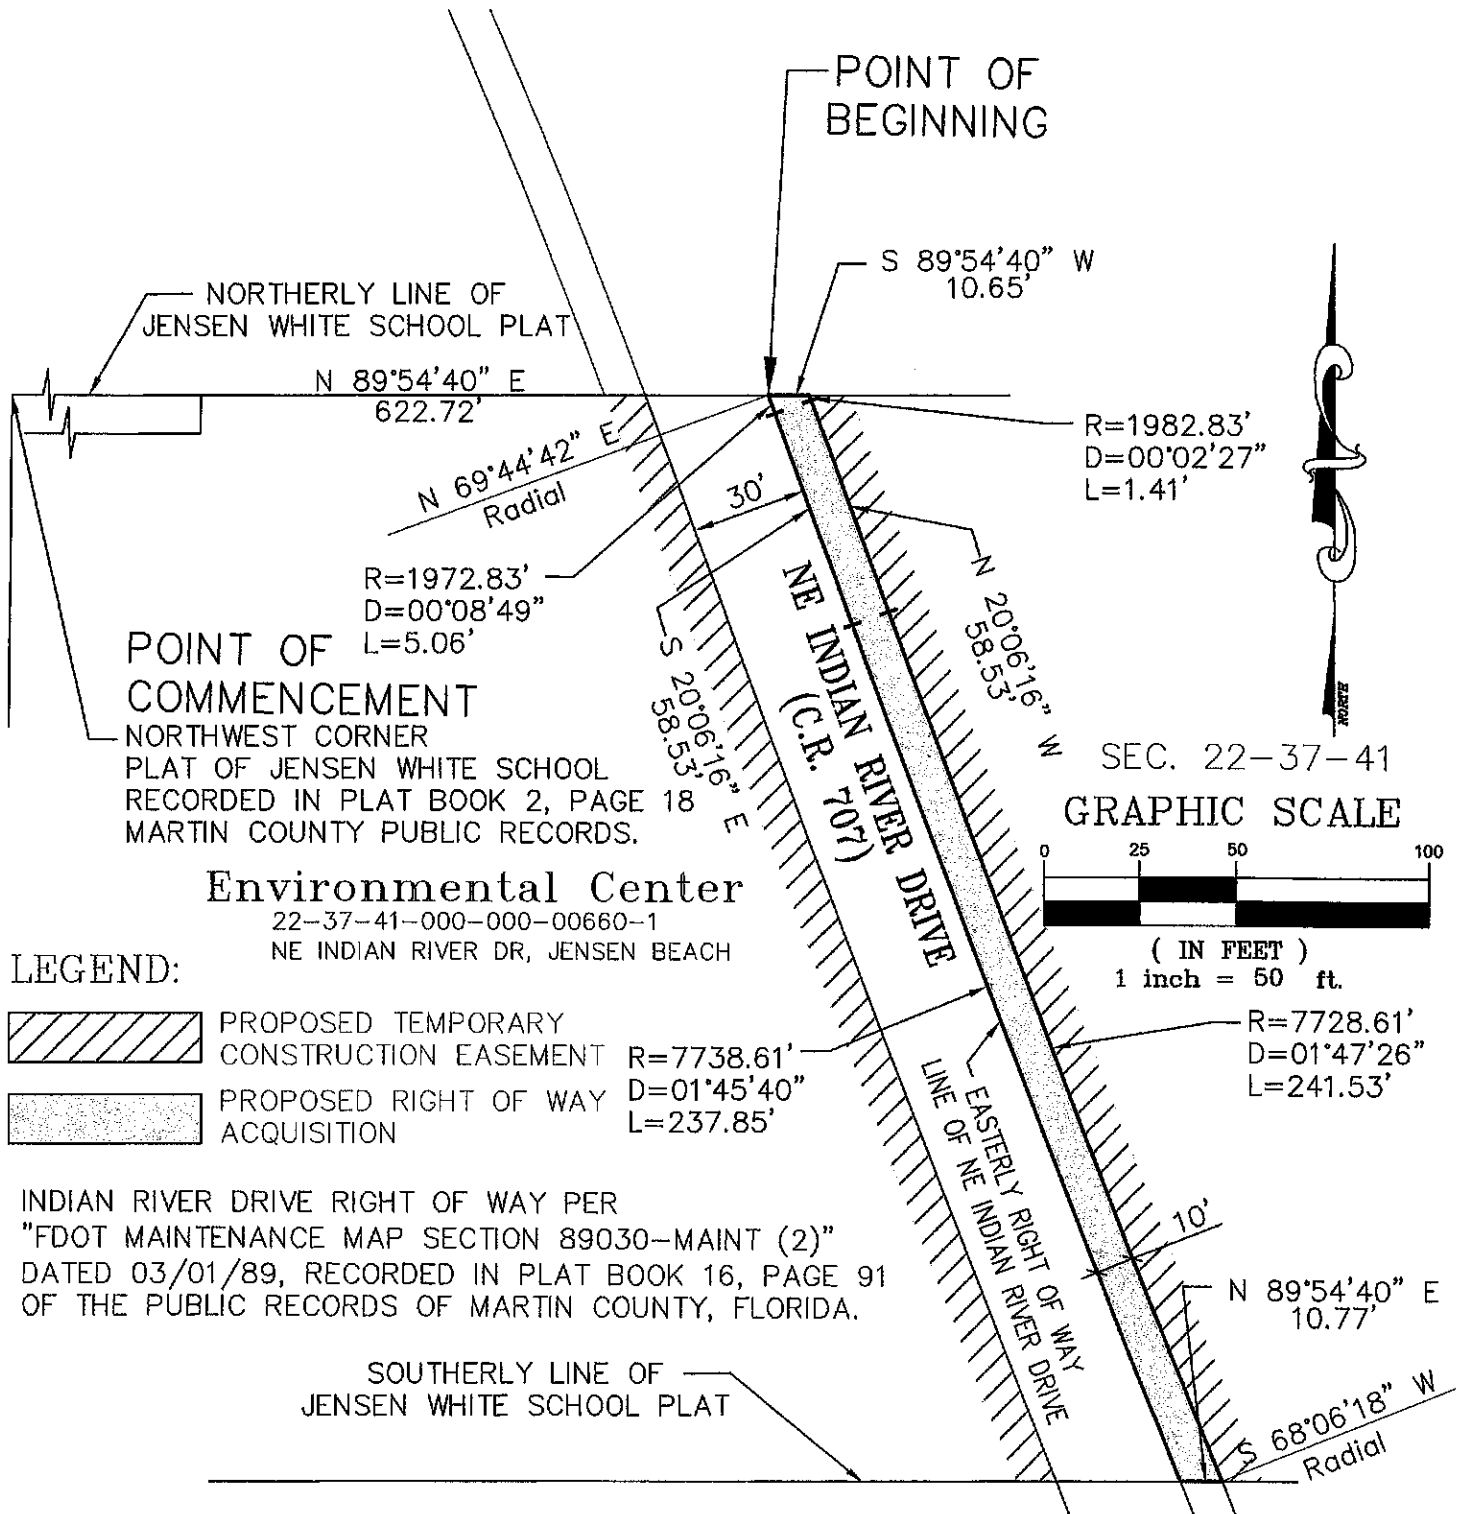 POINT OF
BEGINNING
S 89°54'40" W
10.65'
NORTHERLY LINE OF
JENSEN WHITE SCHOOL PLAT
N 89°54'40" E
622.72'
R=1982.83'
D=00°02'27"
L=1.41'
N 69°44'42" E
Radial
30'
R=1972.83'
D=00°08'49"
L=5.06'
N 20°06'16" W
58.53'
S 20°06'16" E
58.53'
NE INDIAN RIVER DRIVE
(C.R. 707)
POINT OF
COMMENCEMENT
NORTHWEST CORNER
PLAT OF JENSEN WHITE SCHOOL
RECORDED IN PLAT BOOK 2, PAGE 18
MARTIN COUNTY PUBLIC RECORDS.
NORTH
SEC. 22-37-41
GRAPHIC SCALE
0 25 50 100
( IN FEET )
1 inch = 50 ft.
Environmental Center
22-37-41-000-000-00660-1
NE INDIAN RIVER DR, JENSEN BEACH
LEGEND:
PROPOSED TEMPORARY
CONSTRUCTION EASEMENT
PROPOSED RIGHT OF WAY
ACQUISITION
R=7738.61'
D=01°45'40"
L=237.85'
R=7728.61'
D=01°47'26"
L=241.53'
EASTERLY RIGHT OF WAY
LINE OF NE INDIAN RIVER DRIVE
INDIAN RIVER DRIVE RIGHT OF WAY PER
"FDOT MAINTENANCE MAP SECTION 89030-MAINT (2)"
DATED 03/01/89, RECORDED IN PLAT BOOK 16, PAGE 91
OF THE PUBLIC RECORDS OF MARTIN COUNTY, FLORIDA.
10'
N 89°54'40" E
10.77'
SOUTHERLY LINE OF
JENSEN WHITE SCHOOL PLAT
S 68°06'18" W
Radial